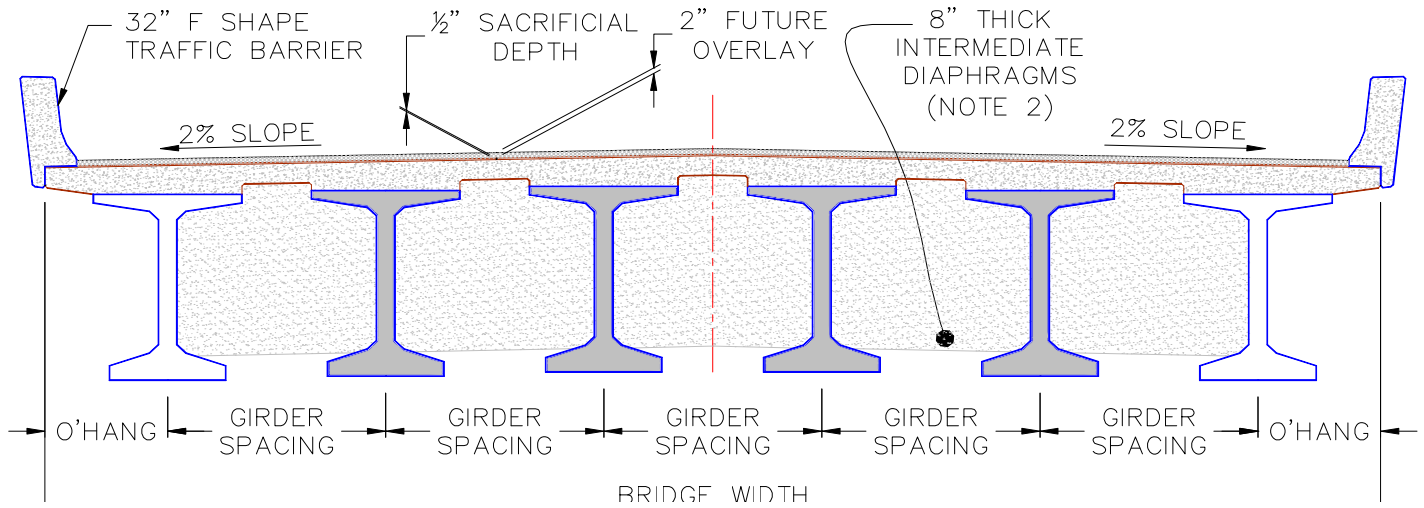 32” F SHAPE
TRAFFIC BARRIER
½” SACRIFICIAL
DEPTH
2” FUTURE
OVERLAY
8” THICK
INTERMEDIATE
DIAPHRAGMS
(NOTE 2)
2% SLOPE
2% SLOPE
O’HANG
GIRDER
SPACING
GIRDER
SPACING
GIRDER
SPACING
GIRDER
SPACING
GIRDER
SPACING
O’HANG
BRIDGE WIDTH